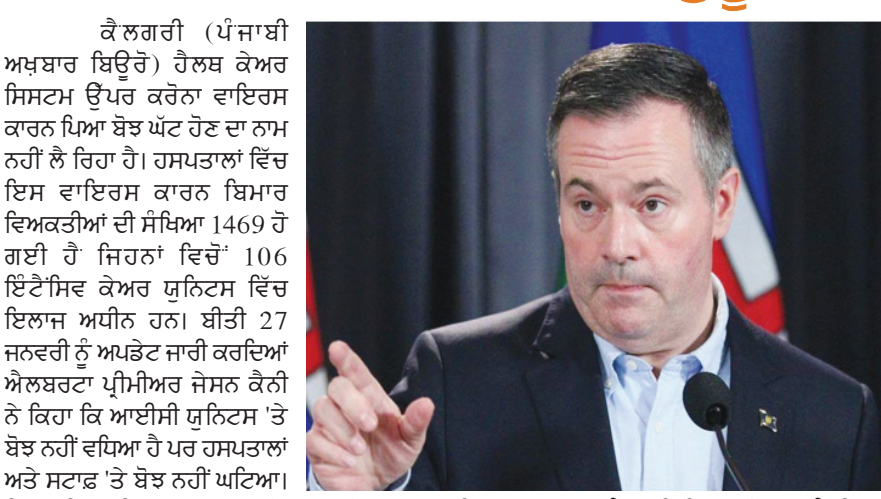 ਕੈਲਗਰੀ (ਪੰਜਾਬੀ
ਅਖ਼ਬਾਰ ਬਿਊਰੋ) ਹੈਲਥ ਕੇਅਰ
ਸਿਸਟਮ ਉੱਪਰ ਕਰੋਨਾ ਵਾਇਰਸ
ਕਾਰਨ ਪਿਆ ਬੋਝ ਘੱਟ ਹੋਣ ਦਾ ਨਾਮ
ਨਹੀਂ ਲੈ ਰਿਹਾ ਹੈ। ਹਸਪਤਾਲਾਂ ਵਿੱਚ
ਇਸ ਵਾਇਰਸ ਕਾਰਨ ਬਿਮਾਰ
ਵਿਅਕਤੀਆਂ ਦੀ ਸੰਖਿਆ 1469 ਹੋ
ਗਈ ਹੈ ਜਿਹਨਾਂ ਵਿਚੋਂ 106
ਇੰਟੈਂਸਿਵ ਕੇਅਰ ਯੁਨਿਟਸ ਵਿੱਚ
ਇਲਾਜ ਅਧੀਨ ਹਨ। ਬੀਤੀ 27
ਜਨਵਰੀ ਨੂੰ ਅਪਡੇਟ ਜਾਰੀ ਕਰਦਿਆਂ
ਐਲਬਰਟਾ ਪ੍ਰੀਮੀਅਰ ਜੇਸਨ ਕੈਨੀ
ਨੇ ਕਿਹਾ ਕਿ ਆਈਸੀ ਯੁਨਿਟਸ 'ਤੇ
ਬੋਝ ਨਹੀਂ ਵਧਿਆ ਹੈ ਪਰ ਹਸਪਤਾਲਾਂ
ਅਤੇ ਸਟਾਫ਼ 'ਤੇ ਬੋਝ ਨਹੀਂ ਘਟਿਆ।